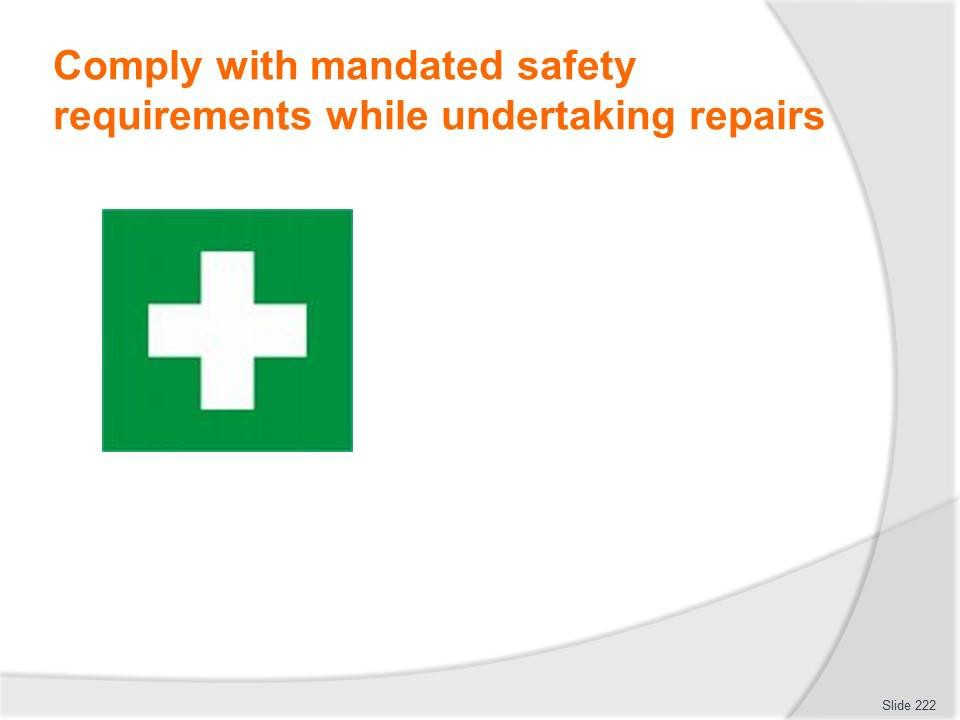 Comply with mandated safety
requirements while undertaking repairs
Slide 222